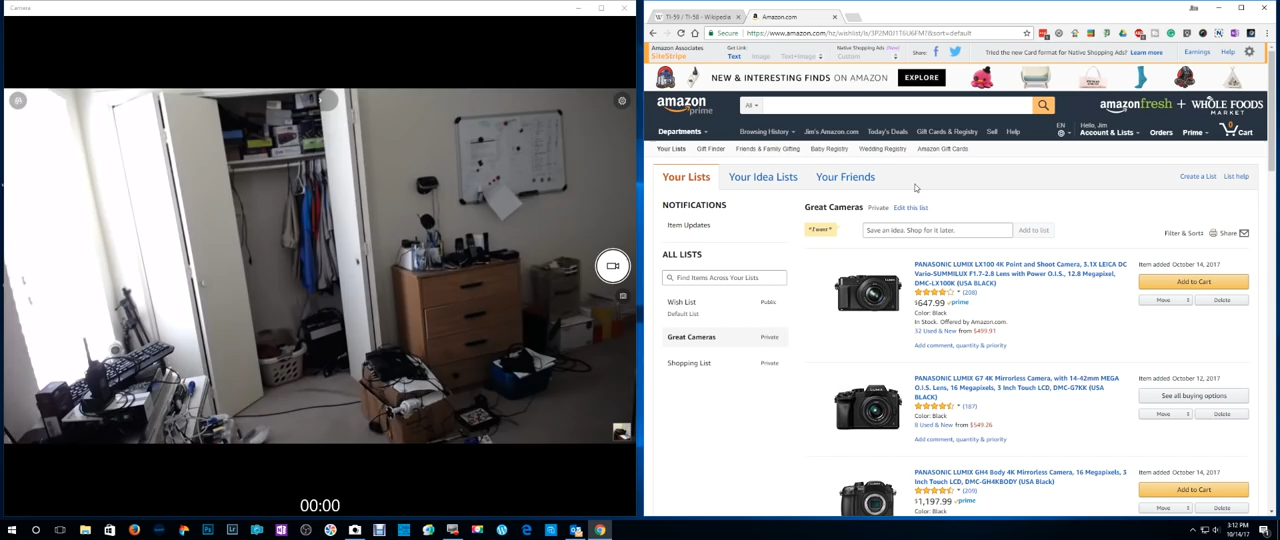 Camera
TI-59 / TI-58 - Wikipedia
Amazon.com
Jim
Secure
https://www.amazon.com/hz/wishlist/ls/3P2M0J1T6U6FM7&sort=default
Amazon Associates
SiteStripe
Get Link:
Text
Image
Text+Image
Native Shopping Ads (New)
Custom
Share:
Tried the new Card format for Native Shopping Ads? Learn more
Earnings
Help
NEW & INTERESTING FINDS ON AMAZON
EXPLORE
amazon prime
All
amazonfresh + WHOLE FOODS MARKET
Departments
Browsing History
Jim's Amazon.com
Today's Deals
Gift Cards & Registry
Sell
Help
EN
Hello, Jim
Account & Lists
Orders
Prime
0
Cart
Your Lists
Gift Finder
Friends & Family Gifting
Baby Registry
Wedding Registry
Amazon Gift Cards
Your Lists
Your Idea Lists
Your Friends
Create a List
List help
NOTIFICATIONS
Item Updates
ALL LISTS
Find Items Across Your Lists
Wish List
Public
Default List
Great Cameras
Private
Shopping List
Private
Great Cameras
Private
Edit this list
"I want"
Save an idea. Shop for it later.
Add to list
Filter & Sort
Share
PANASONIC LUMIX LX100 4K Point and Shoot Camera, 3.1X LEICA DC
Vario-SUMMILUX F1.7-2.8 Lens with Power O.I.S., 12.8 Megapixel,
DMC-LX100K (USA BLACK)
(208)
$647.99 prime
Color: Black
In Stock. Offered by Amazon.com.
32 Used & New from $499.91
Add comment, quantity & priority
Item added October 14, 2017
Add to Cart
Move
Delete
PANASONIC LUMIX G7 4K Mirrorless Camera, with 14-42mm MEGA
O.I.S. Lens, 16 Megapixels, 3 Inch Touch LCD, DMC-G7KK (USA
BLACK)
(187)
Color: Black
8 Used & New from $549.26
Add comment, quantity & priority
Item added October 12, 2017
See all buying options
Move
Delete
PANASONIC LUMIX GH4 Body 4K Mirrorless Camera, 16 Megapixels, 3
Inch Touch LCD, DMC-GH4KBODY (USA BLACK)
(209)
$1,197.99 prime
Color: Black
Item added October 14, 2017
Add to Cart
Move
Delete
00:00
3:12 PM
10/14/17